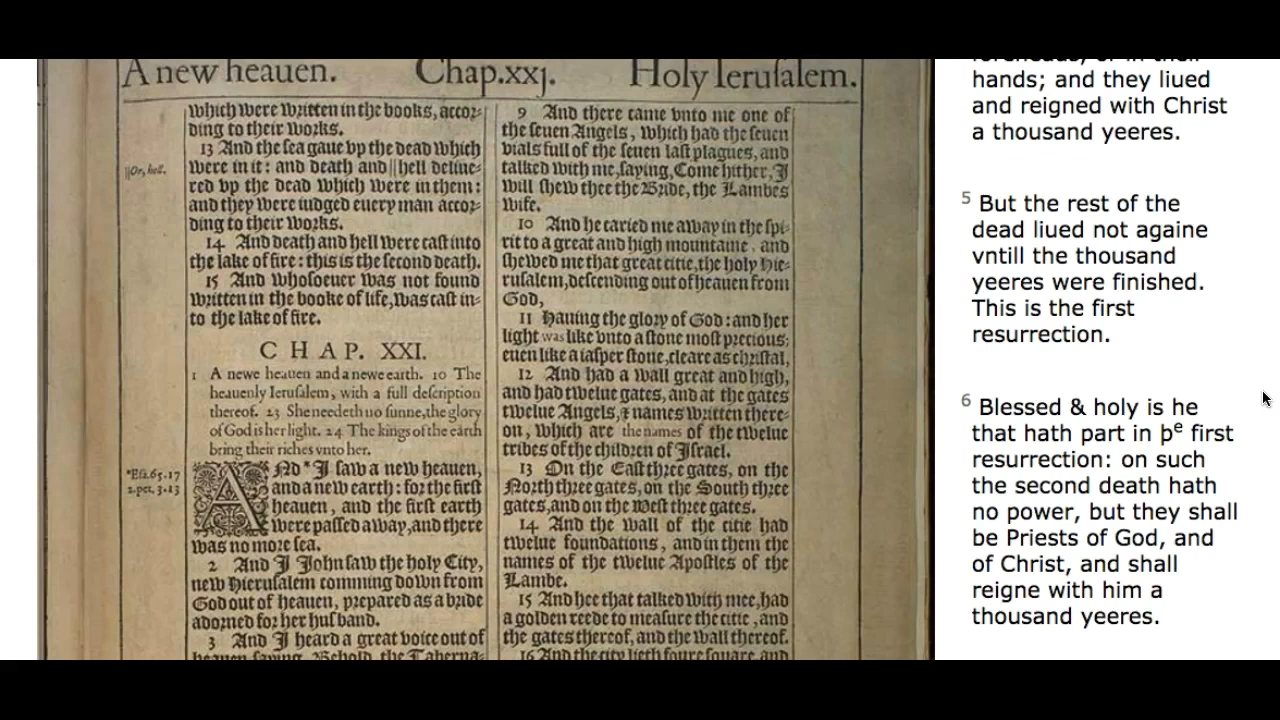 A new heauen. Chap.xxj. Holy Ierusalem.
which were written in the books, accor-
ding to their works.
13 And the sea gaue vp the dead which
were in it: and death and ||hell deliue-
red vp the dead which were in them:
and they were iudged euery man accor-
ding to their works.
14 And death and hell were cast into
the lake of fire: this is the second death.
15 And whosoeuer was not found
written in the booke of life, was cast in-
to the lake of fire.
||Or, hell.
CHAP. XXI.
1 A newe heauen and a newe earth. 10 The
heauenly Ierusalem, with a full description
thereof. 23 She needeth no sunne, the glory
of God is her light. 24 The kings of the earth
bring their riches vnto her.
*Esa.65.17
2.pet.3.13
AND * I saw a new heauen,
and a new earth: for the first
heauen, and the first earth
were passed away, and there
was no more sea.
2 And I Iohn saw the holy City,
new Hierusalem comming down from
God out of heauen, prepared as a bride
adorned for her husband.
3 And I heard a great voice out of
heauen saying, Behold, the Taberna-
9 And there came vnto me one of
the seuen Angels, which had the seuen
vials full of the seuen last plagues, and
talked with me, saying, Come hither, I
will shew thee the Bride, the Lambes
wife.
10 And he caried me away in the spi-
rit to a great and high mountaine, and
shewed me that great citie, the holy Hie-
rusalem, descending out of heauen from
God,
11 Hauing the glory of God: and her
light was like vnto a stone most precious;
euen like a iasper stone, cleare as christal,
12 And had a wall great and high,
and had twelue gates, and at the gates
twelue Angels, & names written there-
on, which are the names of the twelue
tribes of the children of Israel.
13 On the East three gates, on the
North three gates, on the South three
gates, and on the West three gates.
14 And the wall of the citie had
twelue foundations, and in them the
names of the twelue Apostles of the
Lambe.
15 And hee that talked with mee, had
a golden reede to measure the citie, and
the gates thereof, and the wall thereof.
16 And the city lieth foure square, and
foreheads, or in their
hands; and they liued
and reigned with Christ
a thousand yeeres.
5 But the rest of the
dead liued not againe
vntill the thousand
yeeres were finished.
This is the first
resurrection.
6 Blessed & holy is he
that hath part in þe first
resurrection: on such
the second death hath
no power, but they shall
be Priests of God, and
of Christ, and shall
reigne with him a
thousand yeeres.